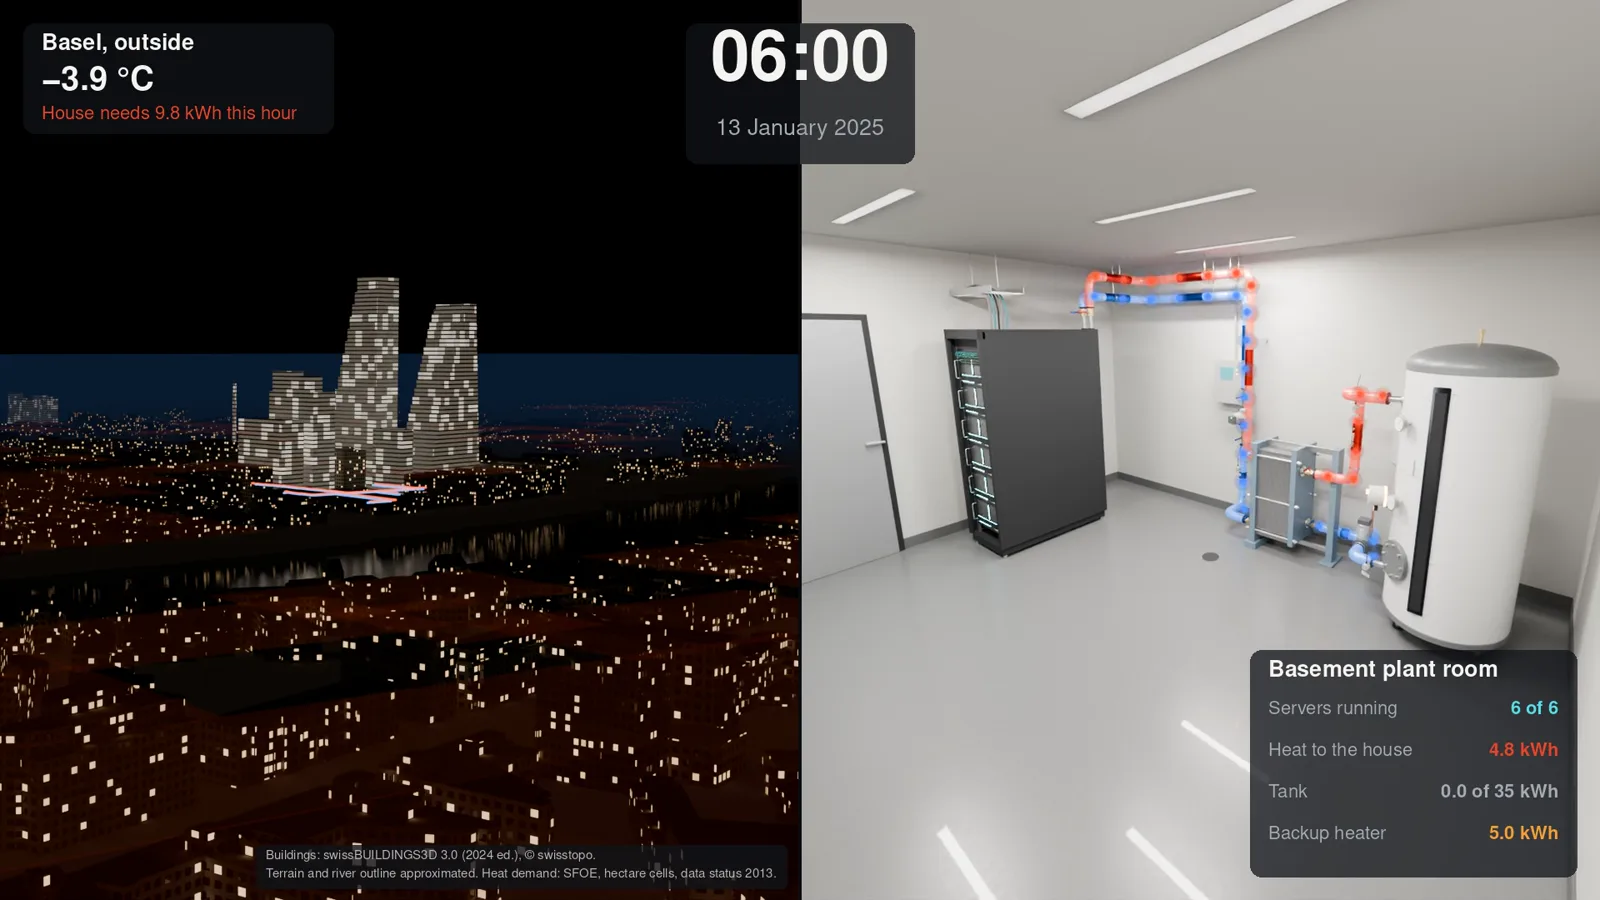 Basel, outside
−3.9 °C
House needs 9.8 kWh this hour
06:00
13 January 2025
Basement plant room
Servers running 6 of 6
Heat to the house 4.8 kWh
Tank 0.0 of 35 kWh
Backup heater 5.0 kWh
Buildings: swissBUILDINGS3D 3.0 (2024 ed.), © swisstopo.
Terrain and river outline approximated. Heat demand: SFOE, hectare cells, data status 2013.